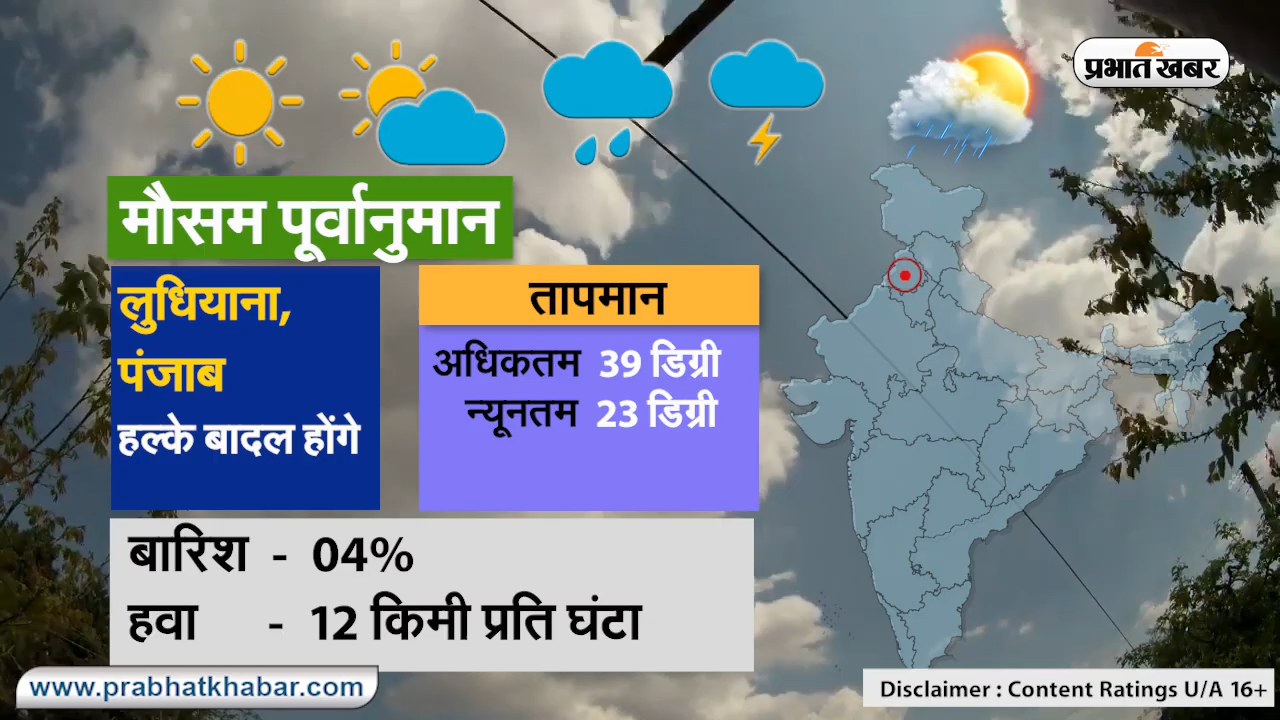 प्रभात खबर
मौसम पूर्वानुमान
लुधियाना,
पंजाब
हल्के बादल होंगे
तापमान
अधिकतम 39 डिग्री
न्यूनतम 23 डिग्री
बारिश - 04%
हवा - 12 किमी प्रति घंटा
www.prabhatkhabar.com
Disclaimer : Content Ratings U/A 16+